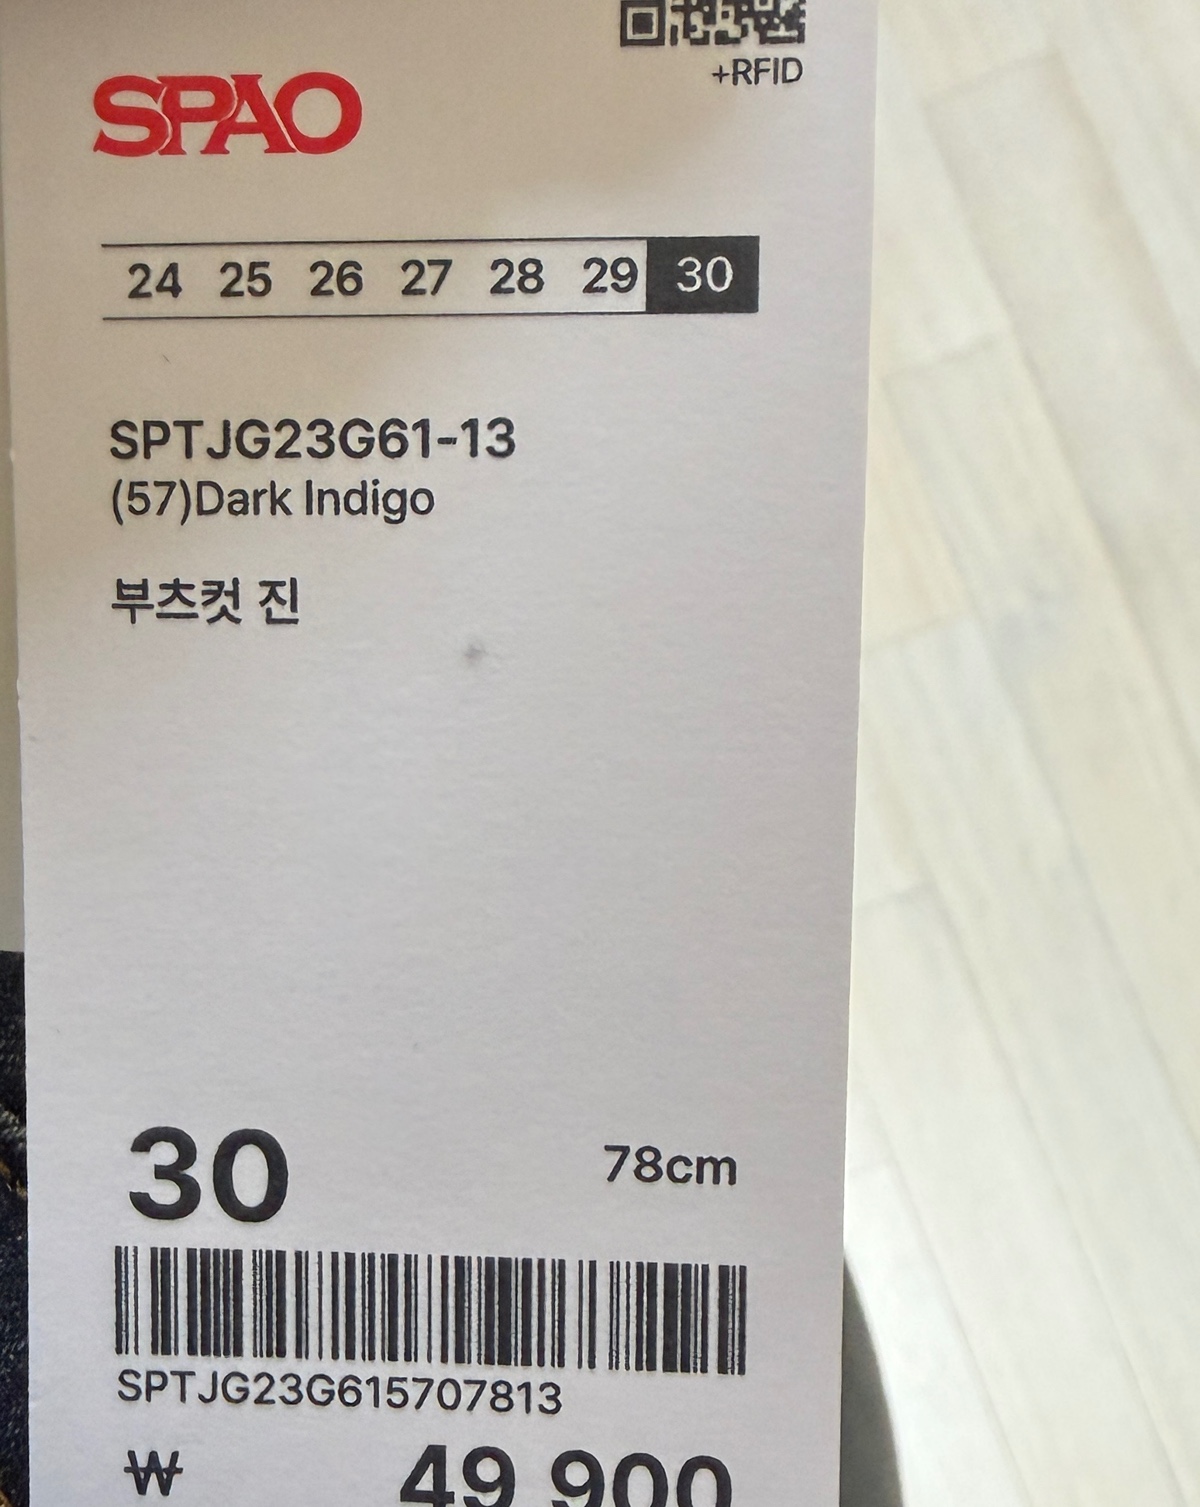 +RFID
SPAO
24 25 26 27 28 29 30
SPTJG23G61-13
(57)Dark Indigo
부츠컷 진
30 78cm
SPTJG23G615707813
₩ 49,900